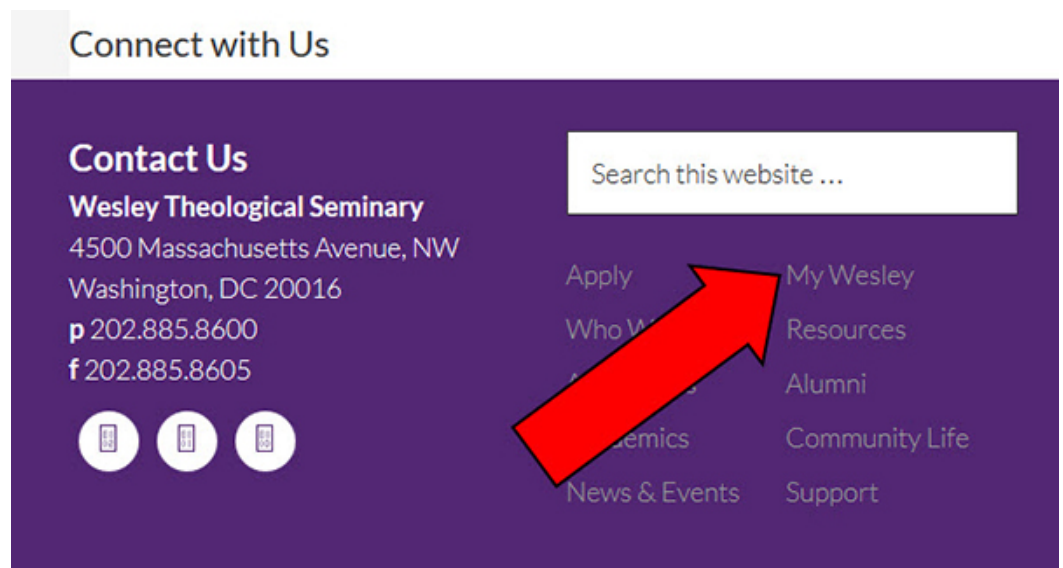 Connect with Us
Contact Us
Wesley Theological Seminary
4500 Massachusetts Avenue, NW
Washington, DC 20016
p 202.885.8600
f 202.885.8605
Search this website ...
Apply
Who
News & Events
My Wesley
Resources
Alumni
Community Life
Support